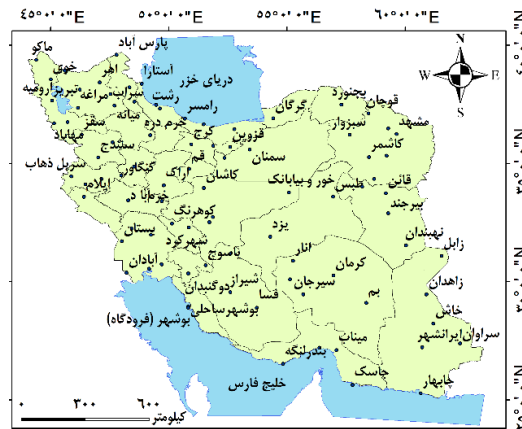 ۴۵°۰'۰"E ۵۰°۰'۰"E ۵۵°۰'۰"E ۶۰°۰'۰"E
پارس آباد
ماکو
آستارا
دریای خزر
خوی
اهر
تبریز
ارومیه
سراب
رشت
مراغه
میانه
رامسر
گرگان
بجنورد
قوچان
مشهد
سبزوار
خرم دره
کرج
قزوین
مهاباد
سقز
سنندج
قم
سمنان
کاشمر
سرپل ذهاب
کنگاور
اراک
کاشان
خور و بیابانک
طبس
قائن
ایلام
خرم‌آباد
بیرجند
کوهرنگ
بستان
شهرکرد
یزد
نهبندان
زابل
آبادان
یاسوج
انار
کرمان
دوگنبدان
شیراز
سیرجان
زاهدان
فسا
بم
بوشهر (فرودگاه)
بوشهرساحلی
خاش
میناب
ایرانشهر
سراوان
بندرلنگه
جاسک
چابهار
خلیج فارس
N
W E
S
۰ ۳۰۰ ۶۰۰
کیلومتر